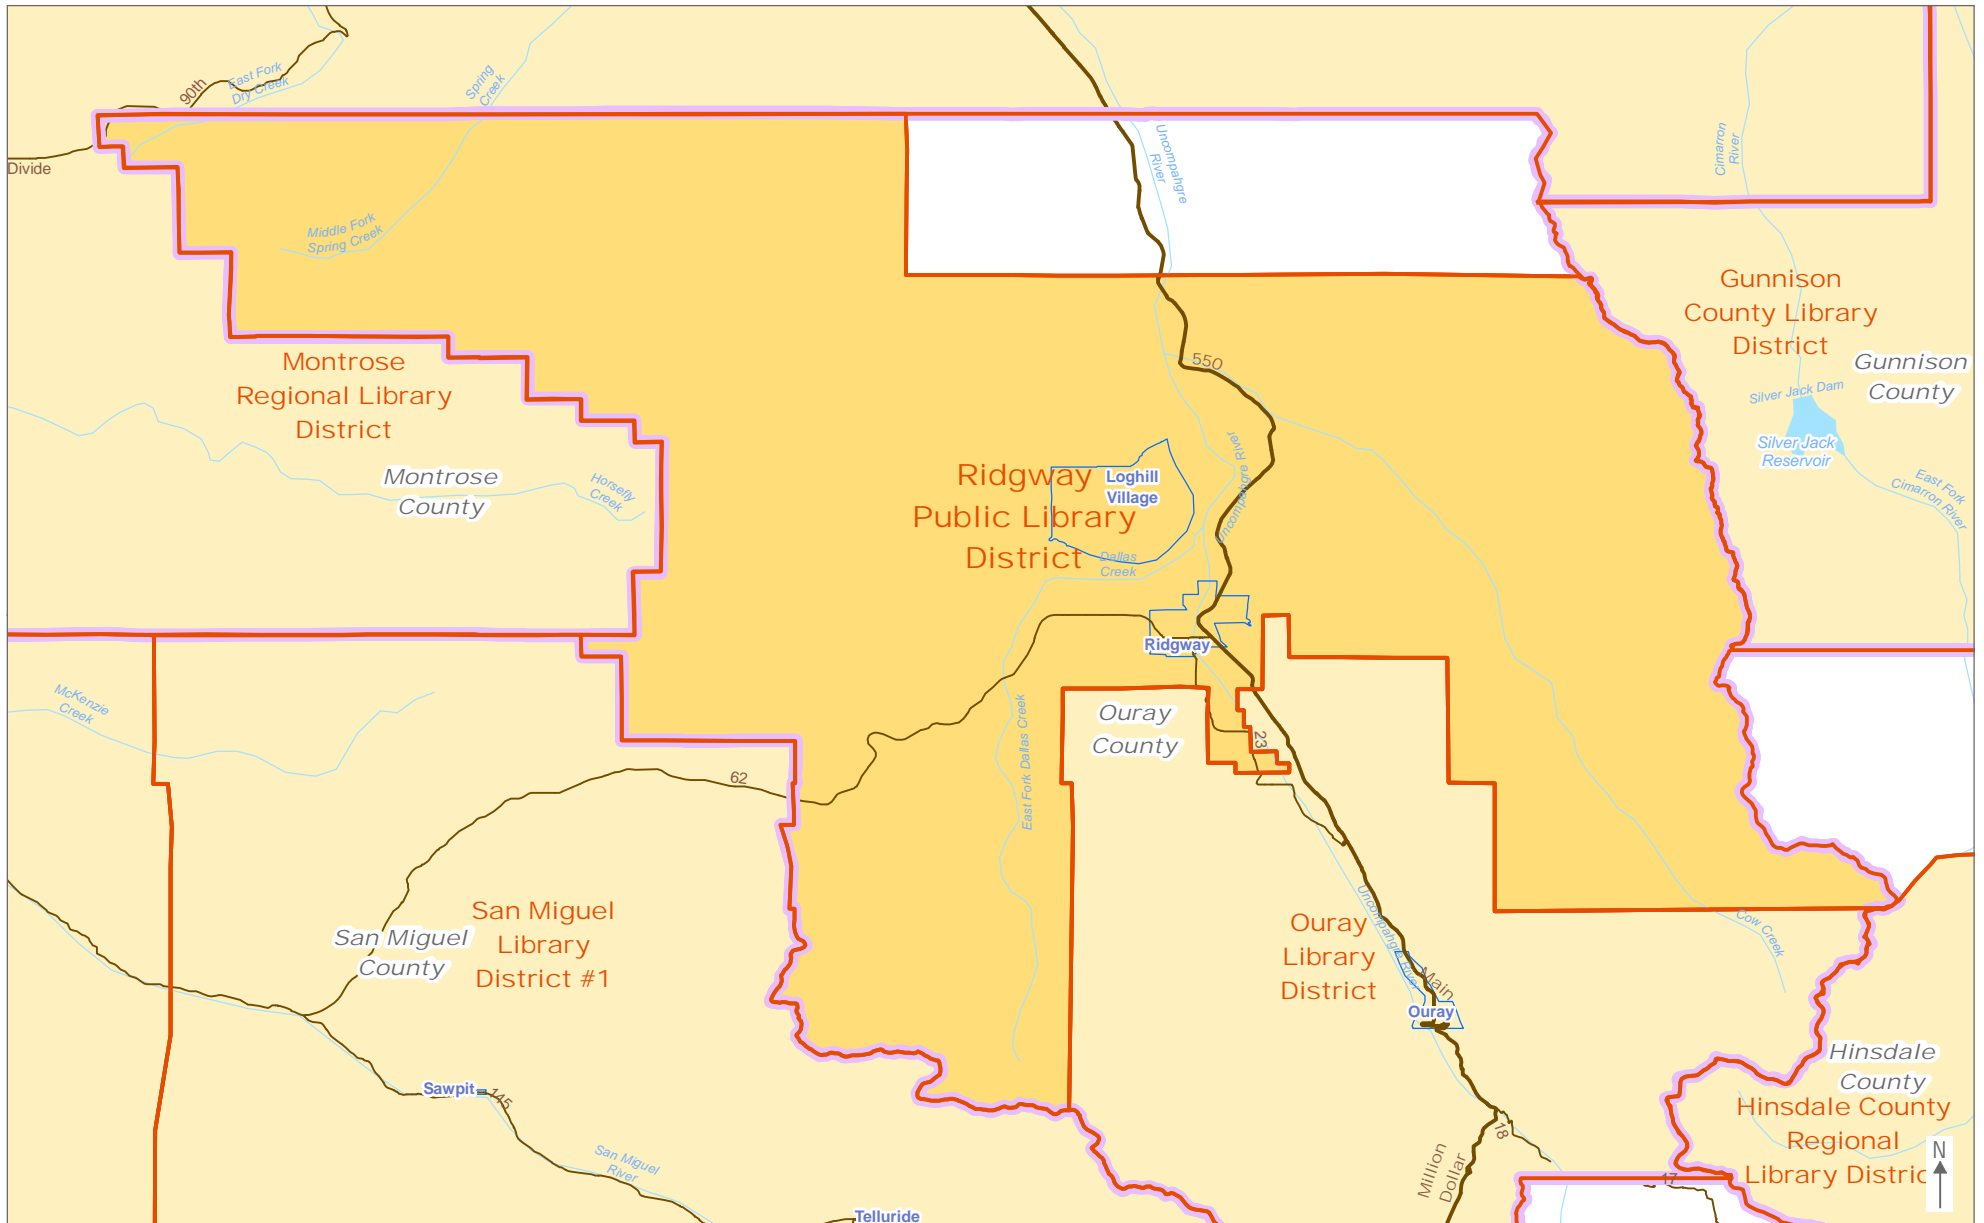 90th
East Fork
Dry Creek
Spring
Creek
Divide
Uncompahgre
River
Cimarron
River
Middle Fork
Spring Creek
Gunnison
County Library
District
Gunnison
County
Silver Jack Dam
Silver Jack
Reservoir
East Fork
Cimarron River
Montrose
Regional Library
District
Montrose
County
Horsefly
Creek
550
Uncompahgre River
Ridgway
Public Library
District
Loghill
Village
Dallas
Creek
Ridgway
McKenzie
Creek
Ouray
County
23
62
East Fork Dallas Creek
San Miguel
Library
District #1
San Miguel
County
Ouray
Library
District
Uncompahgre River
Main
Ouray
Cow Creek
Hinsdale
County
Hinsdale County
Regional
Library Distric
N
Sawpit
145
San Miguel
River
Telluride
Million
Dollar
18
17